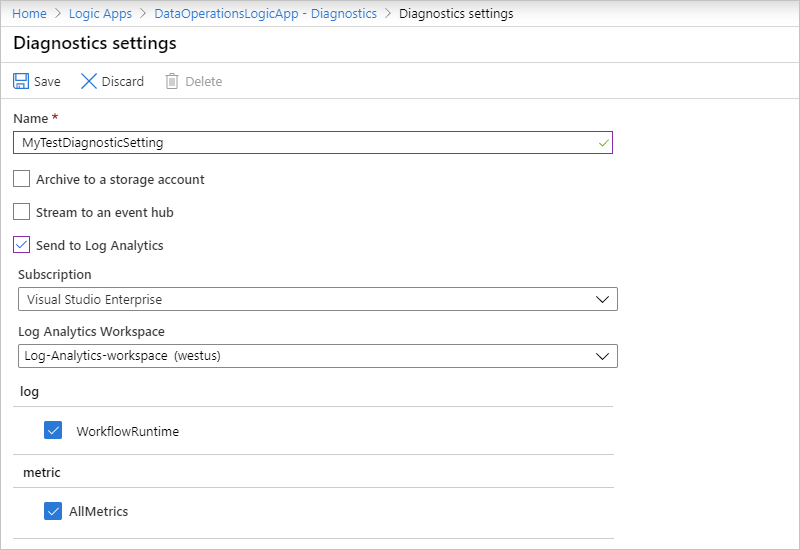 Home > Logic Apps > DataOperationsLogicApp - Diagnostics > Diagnostics settings
Diagnostics settings
Save Discard Delete
Name *
MyTestDiagnosticSetting
Archive to a storage account
Stream to an event hub
Send to Log Analytics
Subscription
Visual Studio Enterprise
Log Analytics Workspace
Log-Analytics-workspace (westus)
log
WorkflowRuntime
metric
AllMetrics